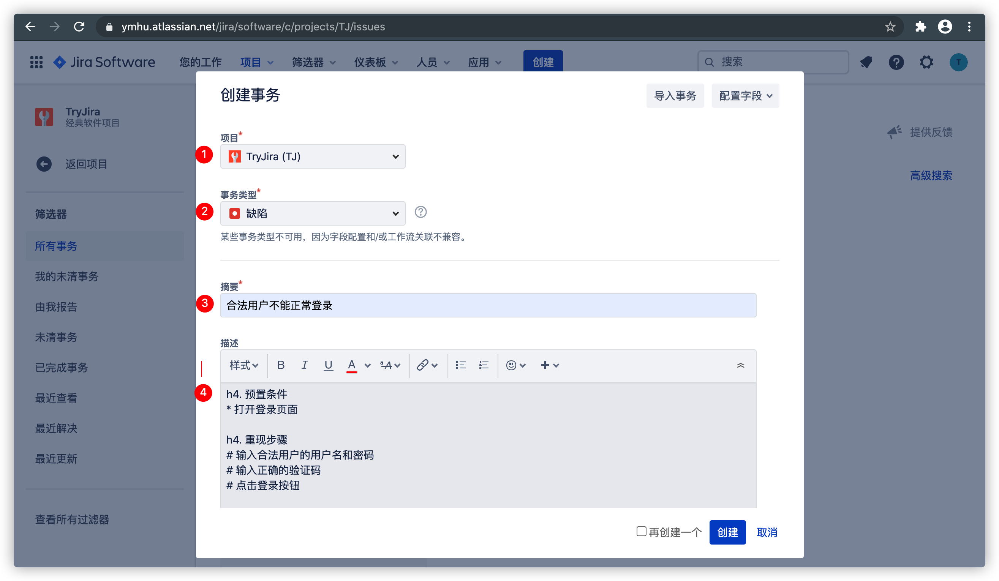 ymhu.atlassian.net/jira/software/c/projects/TJ/issues
Jira Software 您的工作 项目 筛选器 仪表板 人员 应用 创建 搜索 T
TryJira
经典软件项目
返回项目
筛选器
所有事务
我的未清事务
由我报告
未清事务
已完成事务
最近查看
最近解决
最近更新
查看所有过滤器
提供反馈
高级搜索
创建事务 导入事务 配置字段
项目*
1 TryJira (TJ)
事务类型*
2 缺陷
某些事务类型不可用，因为字段配置和/或工作流关联不兼容。
摘要*
3 合法用户不能正常登录
描述
样式 B I U A
4 h4. 预置条件
* 打开登录页面
h4. 重现步骤
# 输入合法用户的用户名和密码
# 输入正确的验证码
# 点击登录按钮
再创建一个 创建 取消